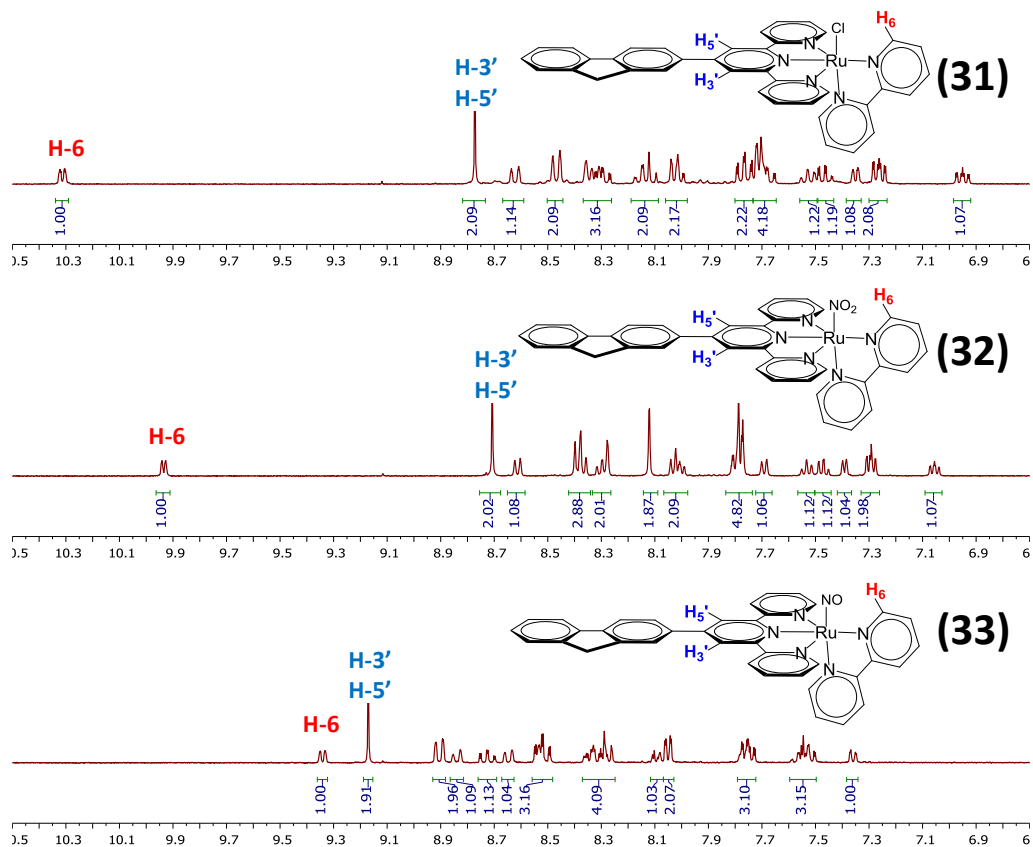 H₆
Cl
H₅'
H-3'
H-5'
N
N
Ru
N
N
N
(31)
H₃'
H-6
1.00
2.09
1.14
2.09
3.16
2.09
2.17
2.22
4.18
1.22
1.19
1.08
2.08
1.07
0.5 10.3 10.1 9.9 9.7 9.5 9.3 9.1 8.9 8.7 8.5 8.3 8.1 7.9 7.7 7.5 7.3 7.1 6
H₆
NO₂
H₅'
N
N
Ru
N
N
N
(32)
H₃'
H-3'
H-5'
H-6
1.00
2.02
1.08
2.88
2.01
1.87
2.09
4.82
1.06
1.12
1.12
1.04
1.98
1.07
0.5 10.3 10.1 9.9 9.7 9.5 9.3 9.1 8.9 8.7 8.5 8.3 8.1 7.9 7.7 7.5 7.3 7.1 6
H₆
NO
H₅'
N
N
Ru
N
N
N
(33)
H₃'
H-3'
H-5'
H-6
1.00
1.91
1.96
1.09
1.13
1.04
3.16
4.09
1.03
2.07
3.10
3.15
1.00
0.5 10.3 10.1 9.9 9.7 9.5 9.3 9.1 8.9 8.7 8.5 8.3 8.1 7.9 7.7 7.5 7.3 7.1 6